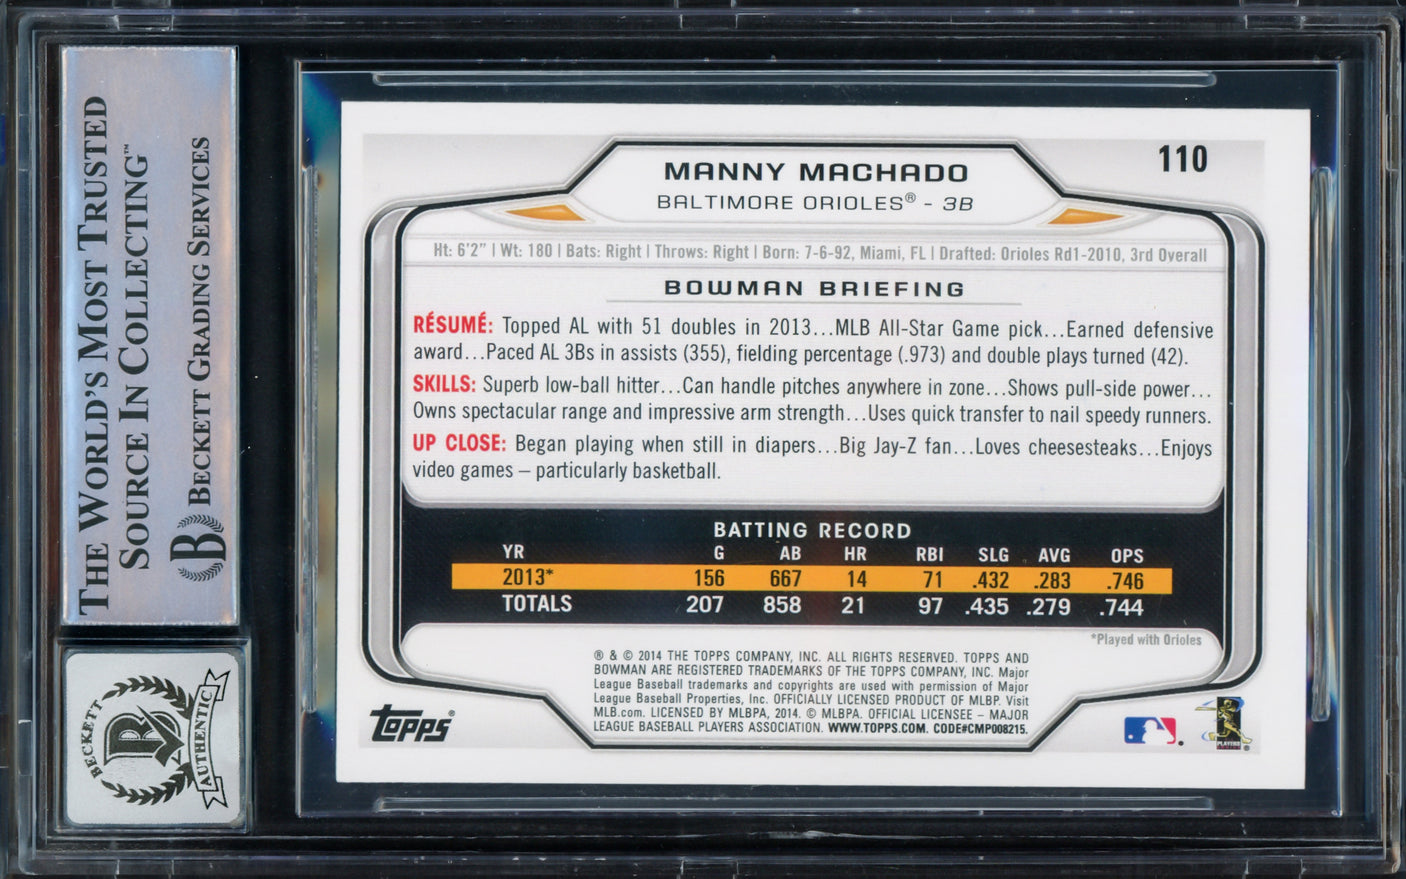 THE WORLD'S MOST TRUSTED
SOURCE IN COLLECTING™
BECKETT GRADING SERVICES
B
BECKETT
B
AUTHENTIC
110
MANNY MACHADO
BALTIMORE ORIOLES® - 3B
Ht: 6'2" | Wt: 180 | Bats: Right | Throws: Right | Born: 7-6-92, Miami, FL | Drafted: Orioles Rd1-2010, 3rd Overall
BOWMAN BRIEFING
RÉSUMÉ: Topped AL with 51 doubles in 2013...MLB All-Star Game pick...Earned defensive
award...Paced AL 3Bs in assists (355), fielding percentage (.973) and double plays turned (42).
SKILLS: Superb low-ball hitter...Can handle pitches anywhere in zone...Shows pull-side power...
Owns spectacular range and impressive arm strength...Uses quick transfer to nail speedy runners.
UP CLOSE: Began playing when still in diapers...Big Jay-Z fan...Loves cheesesteaks...Enjoys
video games – particularly basketball.
BATTING RECORD
YR G AB HR RBI SLG AVG OPS
2013* 156 667 14 71 .432 .283 .746
TOTALS 207 858 21 97 .435 .279 .744
*Played with Orioles
® & © 2014 THE TOPPS COMPANY, INC. ALL RIGHTS RESERVED. TOPPS AND
BOWMAN ARE REGISTERED TRADEMARKS OF THE TOPPS COMPANY, INC. Major
League Baseball trademarks and copyrights are used with permission of Major
League Baseball Properties, Inc. OFFICIALLY LICENSED PRODUCT OF MLBP. Visit
MLB.com. LICENSED BY MLBPA, 2014. © MLBPA. OFFICIAL LICENSEE – MAJOR
LEAGUE BASEBALL PLAYERS ASSOCIATION. WWW.TOPPS.COM. CODE#CMP008215.
Topps®
PLAYERS